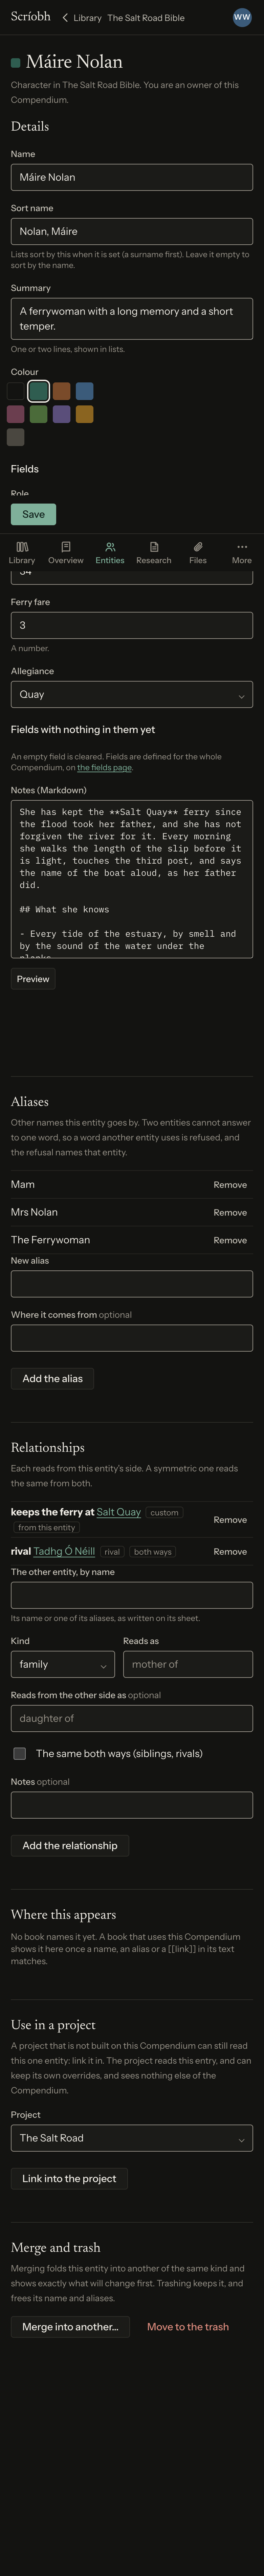 Scríobh
Library The Salt Road Bible
WW
Máire Nolan
Character in The Salt Road Bible. You are an owner of this
Compendium.
Details
Name
Máire Nolan
Sort name
Nolan, Máire
Lists sort by this when it is set (a surname first). Leave it empty to
sort by the name.
Summary
A ferrywoman with a long memory and a short
temper.
One or two lines, shown in lists.
Colour
Fields
Role
Save
Library Overview Entities Research Files More
34
Ferry fare
3
A number.
Allegiance
Quay
Fields with nothing in them yet
An empty field is cleared. Fields are defined for the whole
Compendium, on the fields page.
Notes (Markdown)
She has kept the **Salt Quay** ferry since
the flood took her father, and she has not
forgiven the river for it. Every morning
she walks the length of the slip before it
is light, touches the third post, and says
the name of the boat aloud, as her father
did.
## What she knows
- Every tide of the estuary, by smell and
by the sound of the water under the
planks.
Preview
Aliases
Other names this entity goes by. Two entities cannot answer
to one word, so a word another entity uses is refused, and
the refusal names that entity.
Mam Remove
Mrs Nolan Remove
The Ferrywoman Remove
New alias
Where it comes from optional
Add the alias
Relationships
Each reads from this entity's side. A symmetric one reads
the same from both.
keeps the ferry at Salt Quay custom
from this entity
Remove
rival Tadhg Ó Néill rival both ways Remove
The other entity, by name
Its name or one of its aliases, as written on its sheet.
Kind Reads as
family mother of
Reads from the other side as optional
daughter of
The same both ways (siblings, rivals)
Notes optional
Add the relationship
Where this appears
No book names it yet. A book that uses this Compendium
shows it here once a name, an alias or a [[link]] in its text
matches.
Use in a project
A project that is not built on this Compendium can still read
this one entity: link it in. The project reads this entry, and can
keep its own overrides, and sees nothing else of the
Compendium.
Project
The Salt Road
Link into the project
Merge and trash
Merging folds this entity into another of the same kind and
shows exactly what will change first. Trashing keeps it, and
frees its name and aliases.
Merge into another... Move to the trash